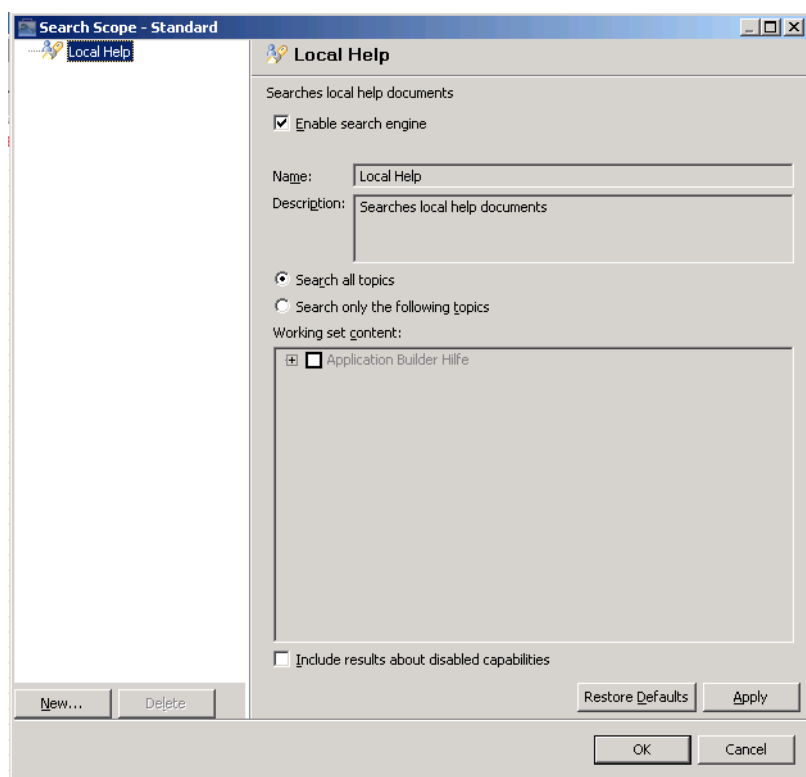 Search Scope - Standard
Local Help
Local Help
Searches local help documents
Enable search engine
Name: Local Help
Description: Searches local help documents
Search all topics
Search only the following topics
Working set content:
Application Builder Hilfe
Include results about disabled capabilities
New... Delete Restore Defaults Apply
OK Cancel